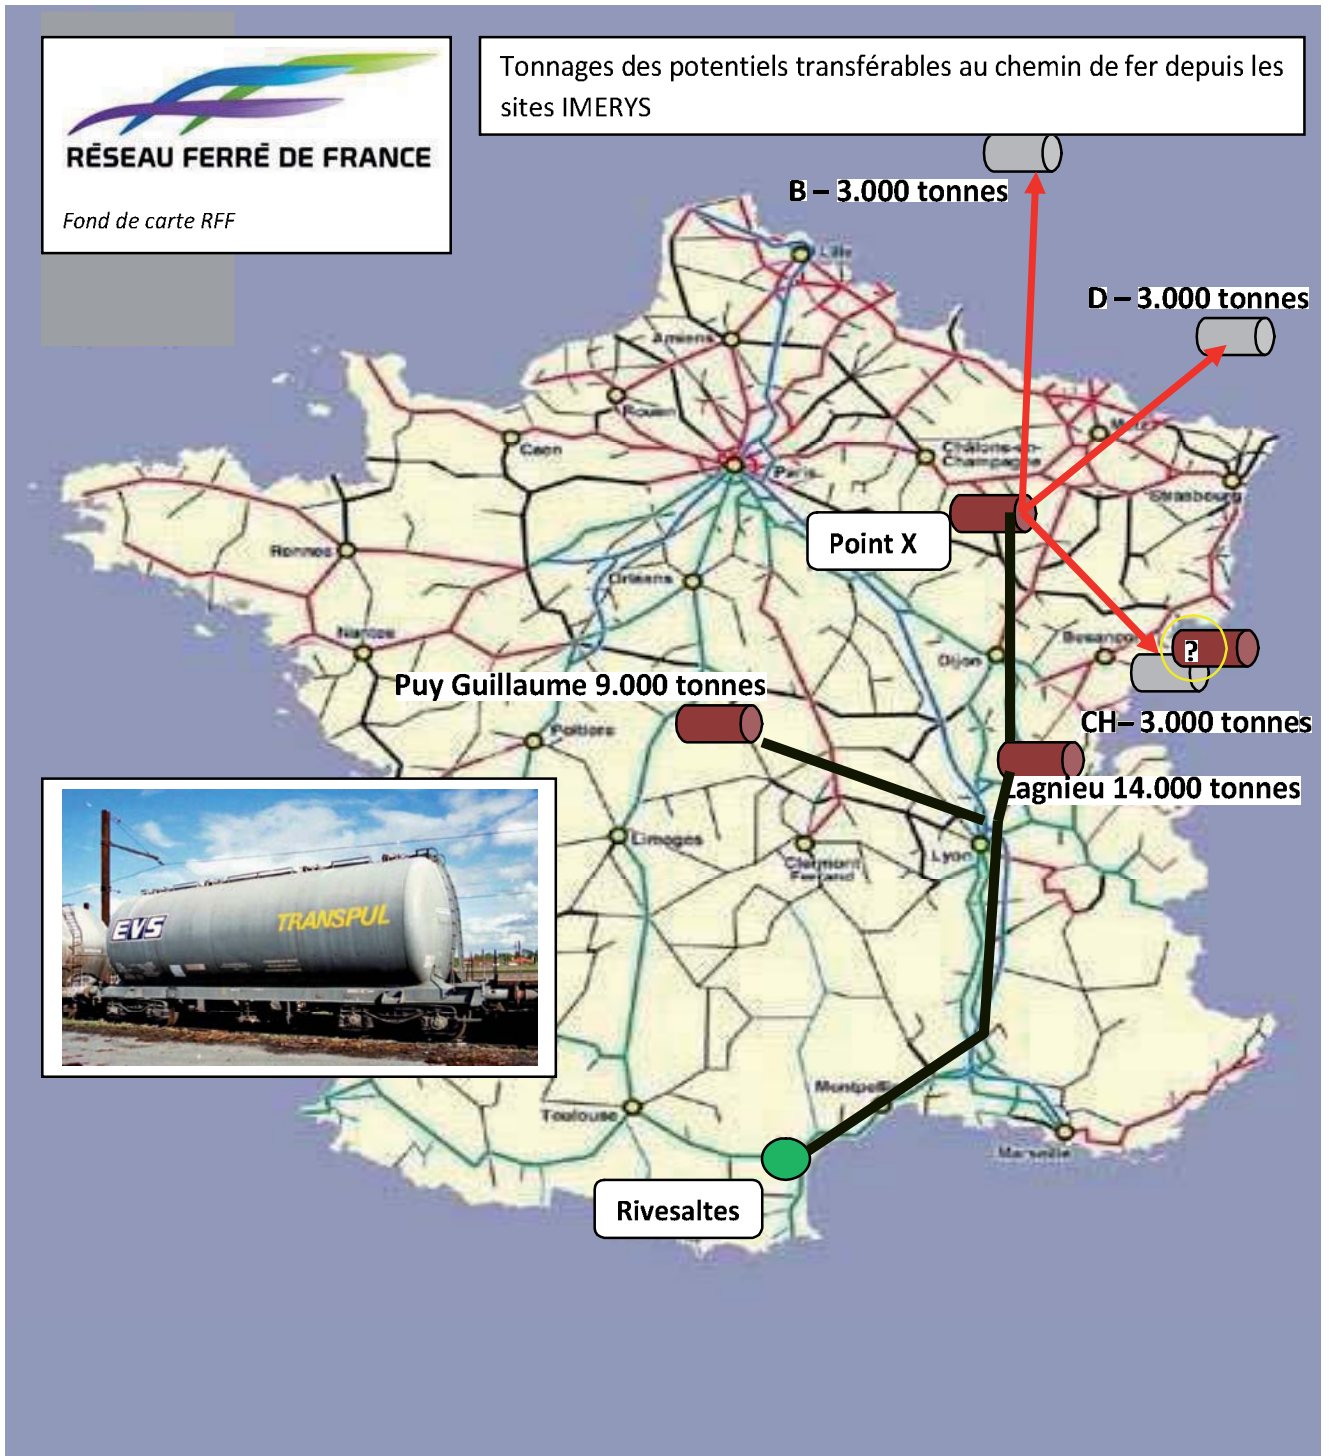 RÉSEAU FERRÉ DE FRANCE
Fond de carte RFF
Tonnages des potentiels transférables au chemin de fer depuis les
sites IMERYS
B – 3.000 tonnes
D – 3.000 tonnes
Lille
Amiens
Rouen
Caen
Paris
Châlons-en-
Champagne
Metz
Strasbourg
Point X
Rennes
Orléans
Nantes
Dijon
Besançon
?
Puy Guillaume 9.000 tonnes
CH– 3.000 tonnes
Poitiers
Lagnieu 14.000 tonnes
Limoges
Clermont
Ferrand
Lyon
EVS
TRANSPUL
Montpellier
Toulouse
Marseille
Rivesaltes